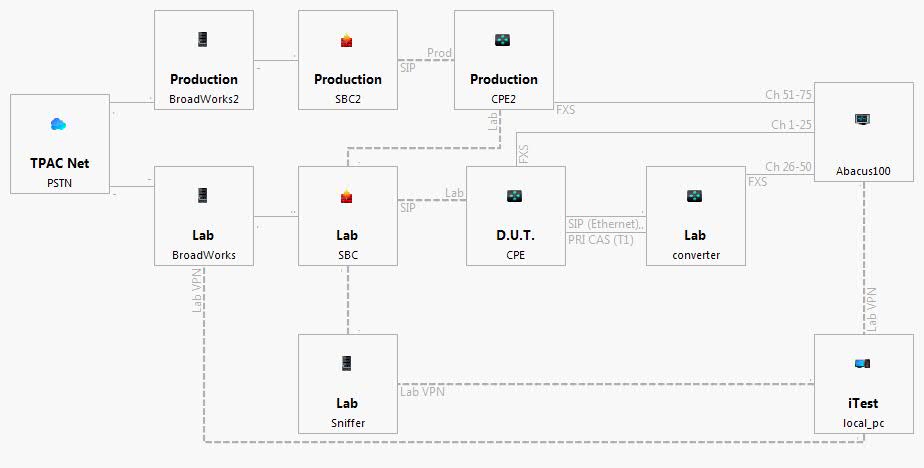 Production
BroadWorks2
Production
SBC2
SIP
Prod
Production
CPE2
FXS
Lab
Ch 51-75
Ch 1-25
Ch 26-50
FXS
FXS
Abacus100
TPAC Net
PSTN
Lab
BroadWorks
Lab
SBC
SIP
Lab
D.U.T.
CPE
SIP (Ethernet)
PRI CAS (T1)
Lab
converter
Lab VPN
Lab VPN
Lab
Sniffer
Lab VPN
iTest
local_pc